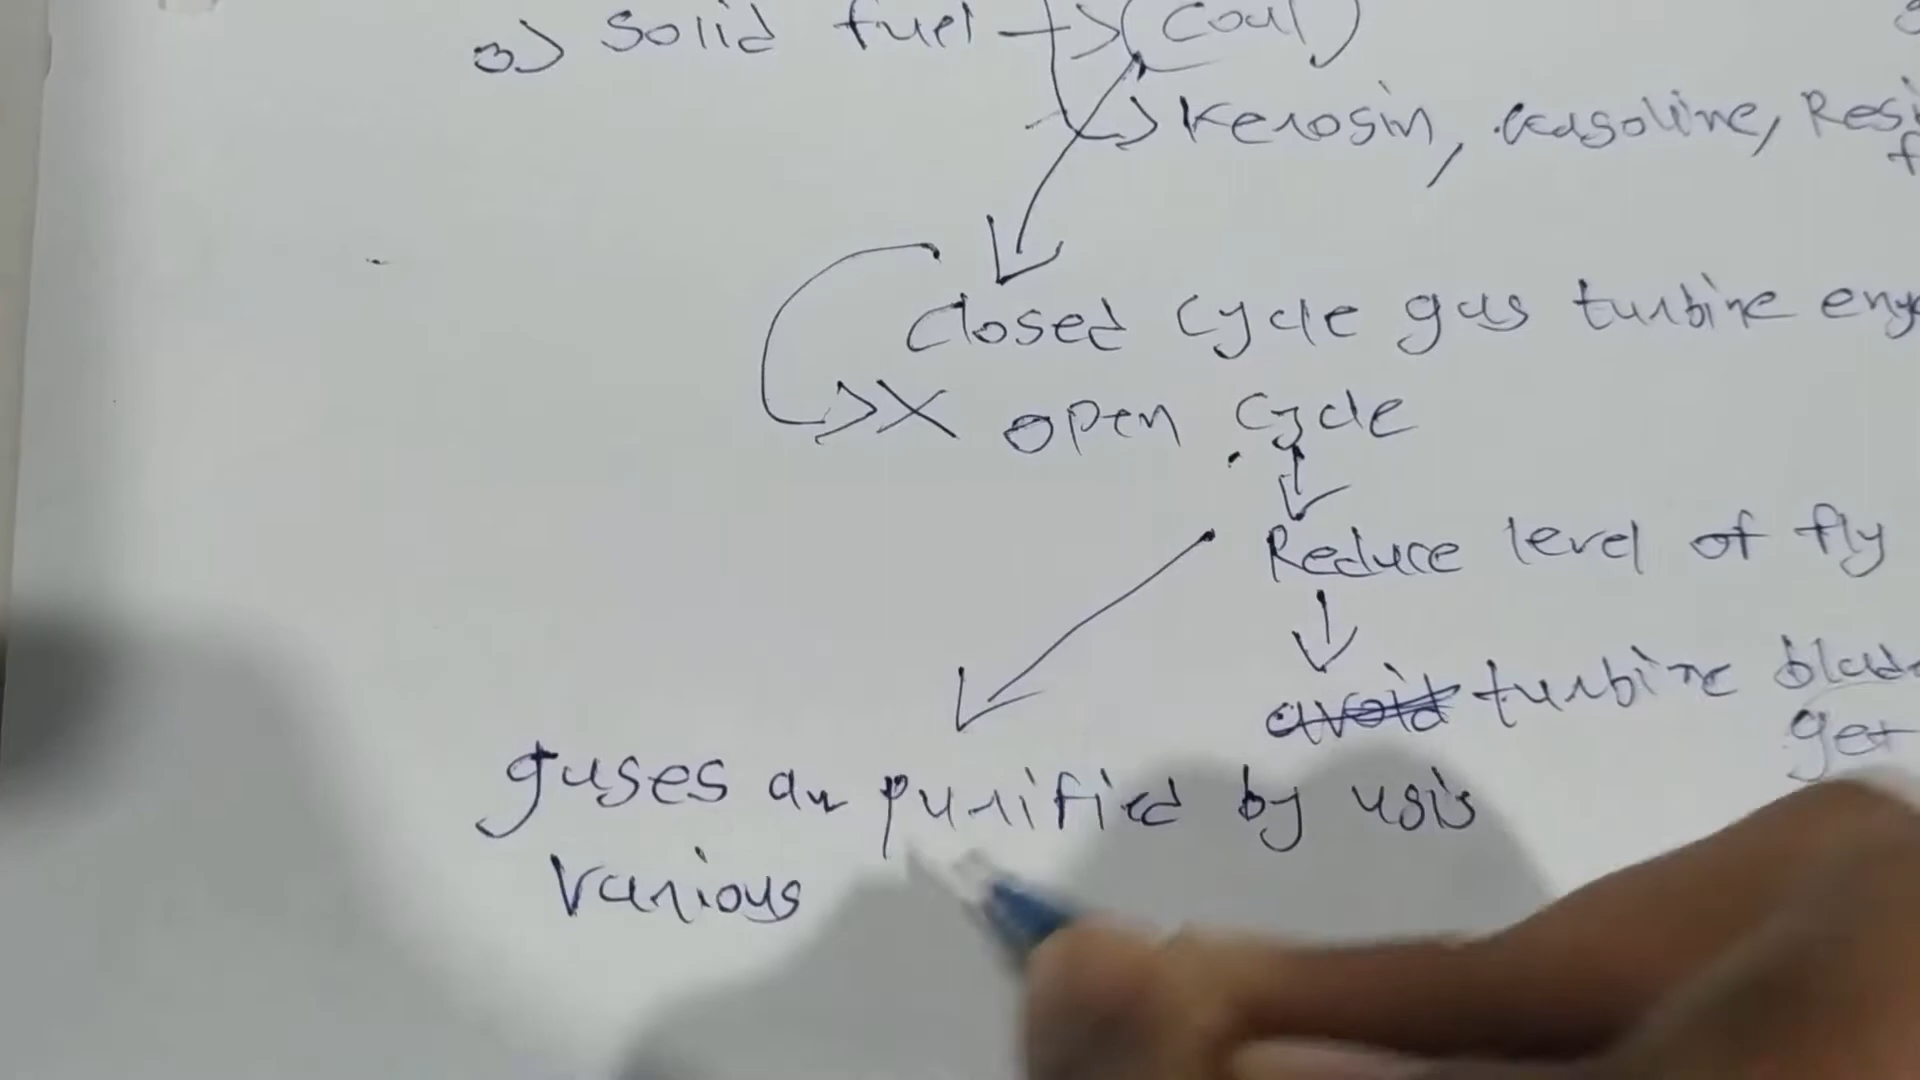 3) Solid fuel → (Coal)
→ Kerosin, Gasoline, Resi
closed cycle gas turbine eng
→X open cycle
Reduce level of fly
avoid turbine blad
get
gases are purified by usis
various